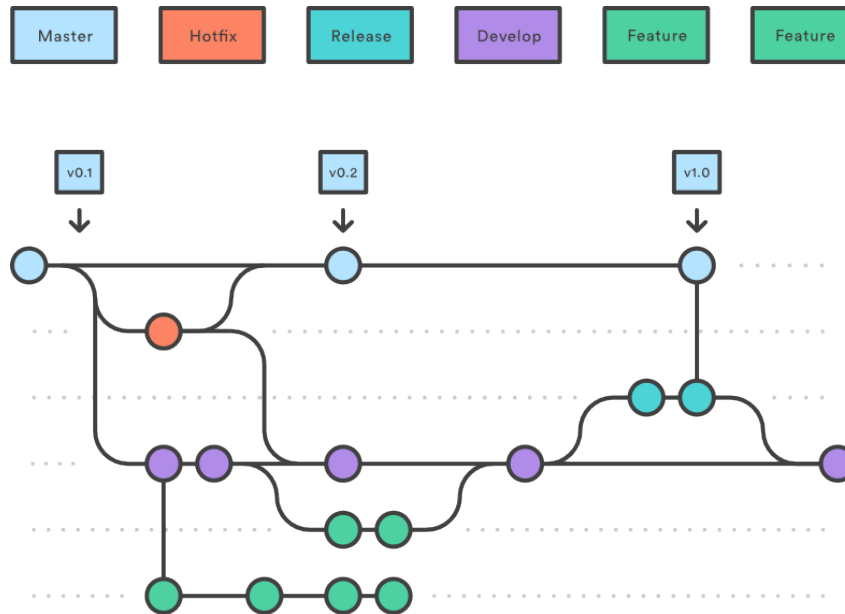 Master
Hotfix
Release
Develop
Feature
Feature
v0.1
v0.2
v1.0